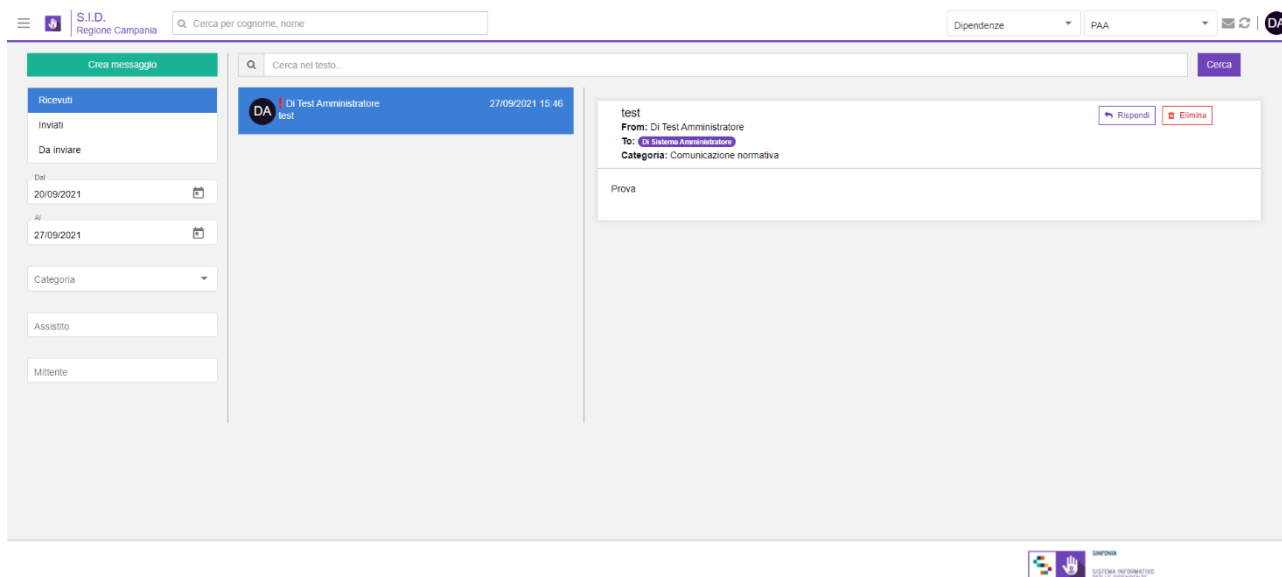 S.I.D.
Regione Campania
Cerca per cognome, nome
Dipendenze
PAA
DA
Crea messaggio
Cerca nel testo...
Cerca
Ricevuti
Inviati
Da inviare
Dal
20/09/2021
Al
27/09/2021
Categoria
Assistito
Mittente
DA
! Di Test Amministratore 27/09/2021 15:46
test
test
Rispondi
Elimina
From: Di Test Amministratore
To: Di Sistema Amministratore
Categoria: Comunicazione normativa
Prova
SINFONIA
SISTEMA INFORMATIVO